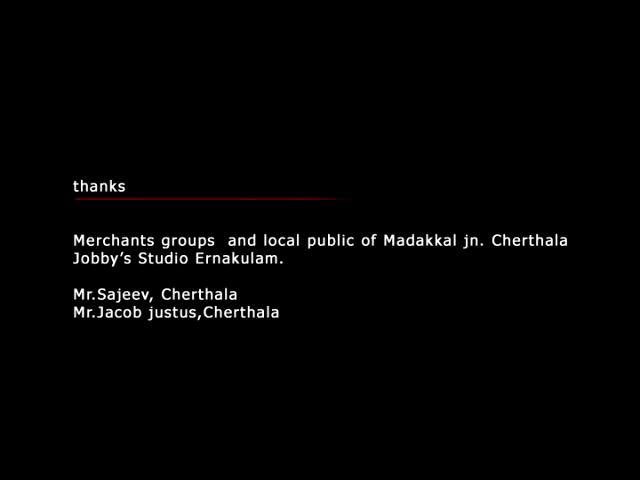 thanks
Merchants groups  and local public of Madakkal jn. Cherthala
Jobby’s Studio Ernakulam.
Mr.Sajeev, Cherthala
Mr.Jacob justus,Cherthala